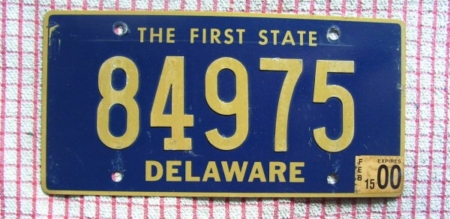 THE FIRST STATE
84975
DELAWARE
FEB EXPIRES
15 00